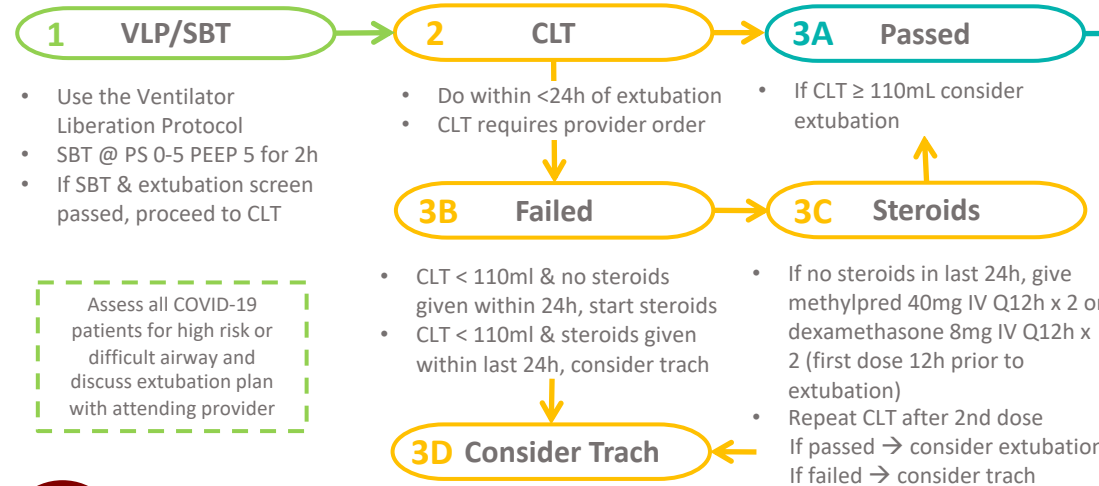 1 VLP/SBT
• Use the Ventilator
Liberation Protocol
• SBT @ PS 0-5 PEEP 5 for 2h
• If SBT & extubation screen
passed, proceed to CLT
Assess all COVID-19
patients for high risk or
difficult airway and
discuss extubation plan
with attending provider
2 CLT
• Do within <24h of extubation
• CLT requires provider order
3A Passed
• If CLT ≥ 110mL consider
extubation
3B Failed
• CLT < 110ml & no steroids
given within 24h, start steroids
• CLT < 110ml & steroids given
within last 24h, consider trach
3C Steroids
• If no steroids in last 24h, give
methylpred 40mg IV Q12h x 2 or
dexamethasone 8mg IV Q12h x
2 (first dose 12h prior to
extubation)
• Repeat CLT after 2nd dose
If passed → consider extubation
If failed → consider trach
3D Consider Trach